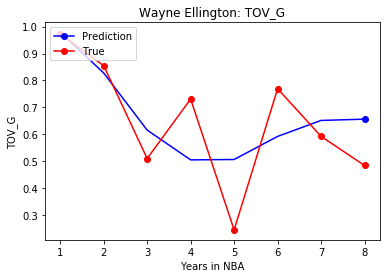 Wayne Ellington: TOV_G
Prediction
True
1.0
0.9
0.8
0.7
0.6
0.5
0.4
0.3
TOV_G
1 2 3 4 5 6 7 8
Years in NBA